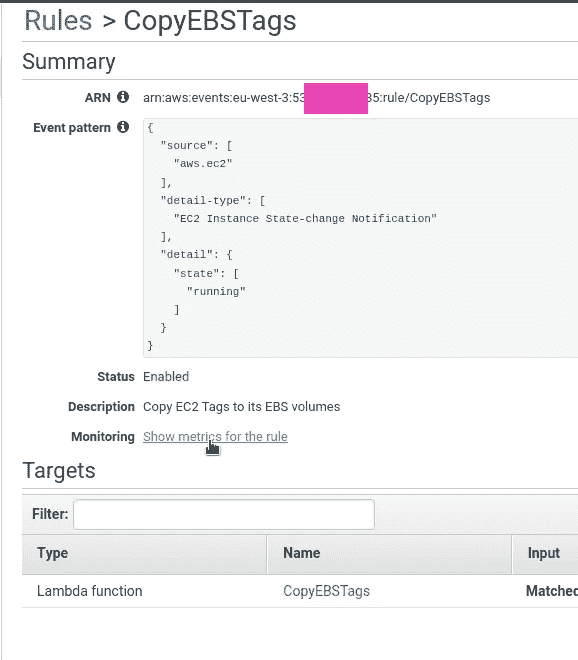 Rules > CopyEBSTags
Summary
ARN arn:aws:events:eu-west-3:53 35:rule/CopyEBSTags
Event pattern {
"source": [
"aws.ec2"
],
"detail-type": [
"EC2 Instance State-change Notification"
],
"detail": {
"state": [
"running"
]
}
}
Status Enabled
Description Copy EC2 Tags to its EBS volumes
Monitoring Show metrics for the rule
Targets
Filter:
Type Name Input
Lambda function CopyEBSTags Matched